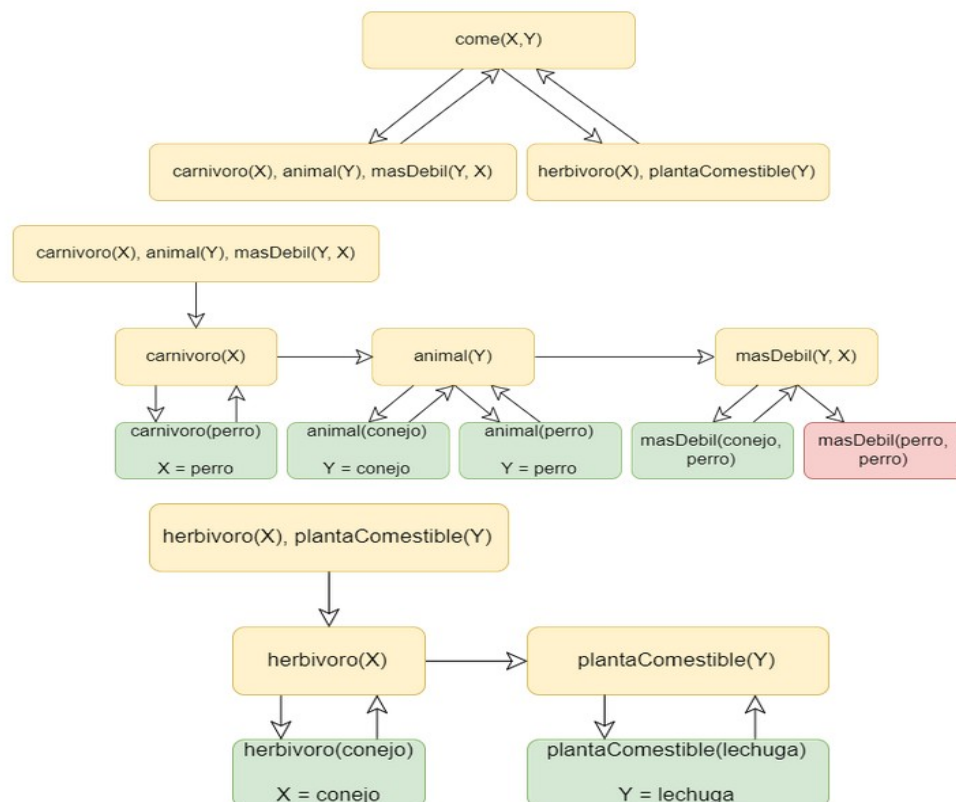 come(X,Y)
carnivoro(X), animal(Y), masDebil(Y, X)
herbivoro(X), plantaComestible(Y)
carnivoro(X), animal(Y), masDebil(Y, X)
carnivoro(X)
animal(Y)
masDebil(Y, X)
carnivoro(perro)
X = perro
animal(conejo)
Y = conejo
animal(perro)
Y = perro
masDebil(conejo,
perro)
masDebil(perro,
perro)
herbivoro(X), plantaComestible(Y)
herbivoro(X)
plantaComestible(Y)
herbivoro(conejo)
X = conejo
plantaComestible(lechuga)
Y = lechuga